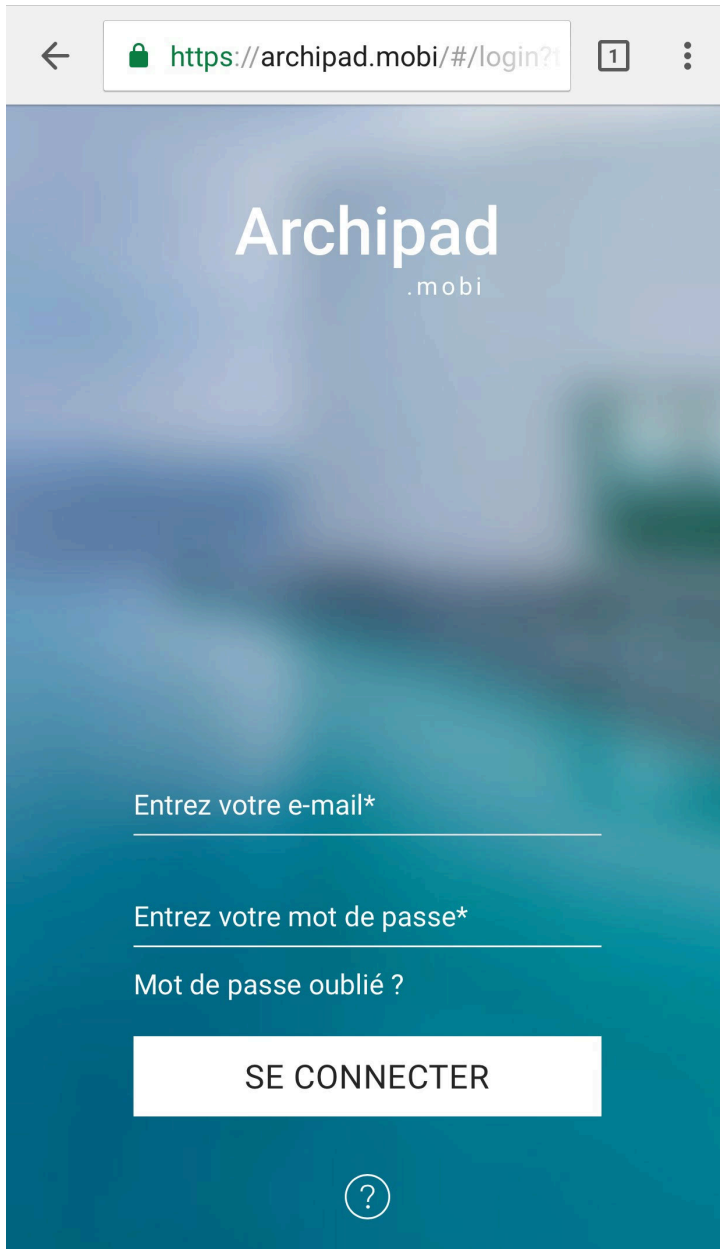 https://archipad.mobi/#/login?
1
Archipad
.mobi
Entrez votre e-mail*
Entrez votre mot de passe*
Mot de passe oublié ?
SE CONNECTER
?